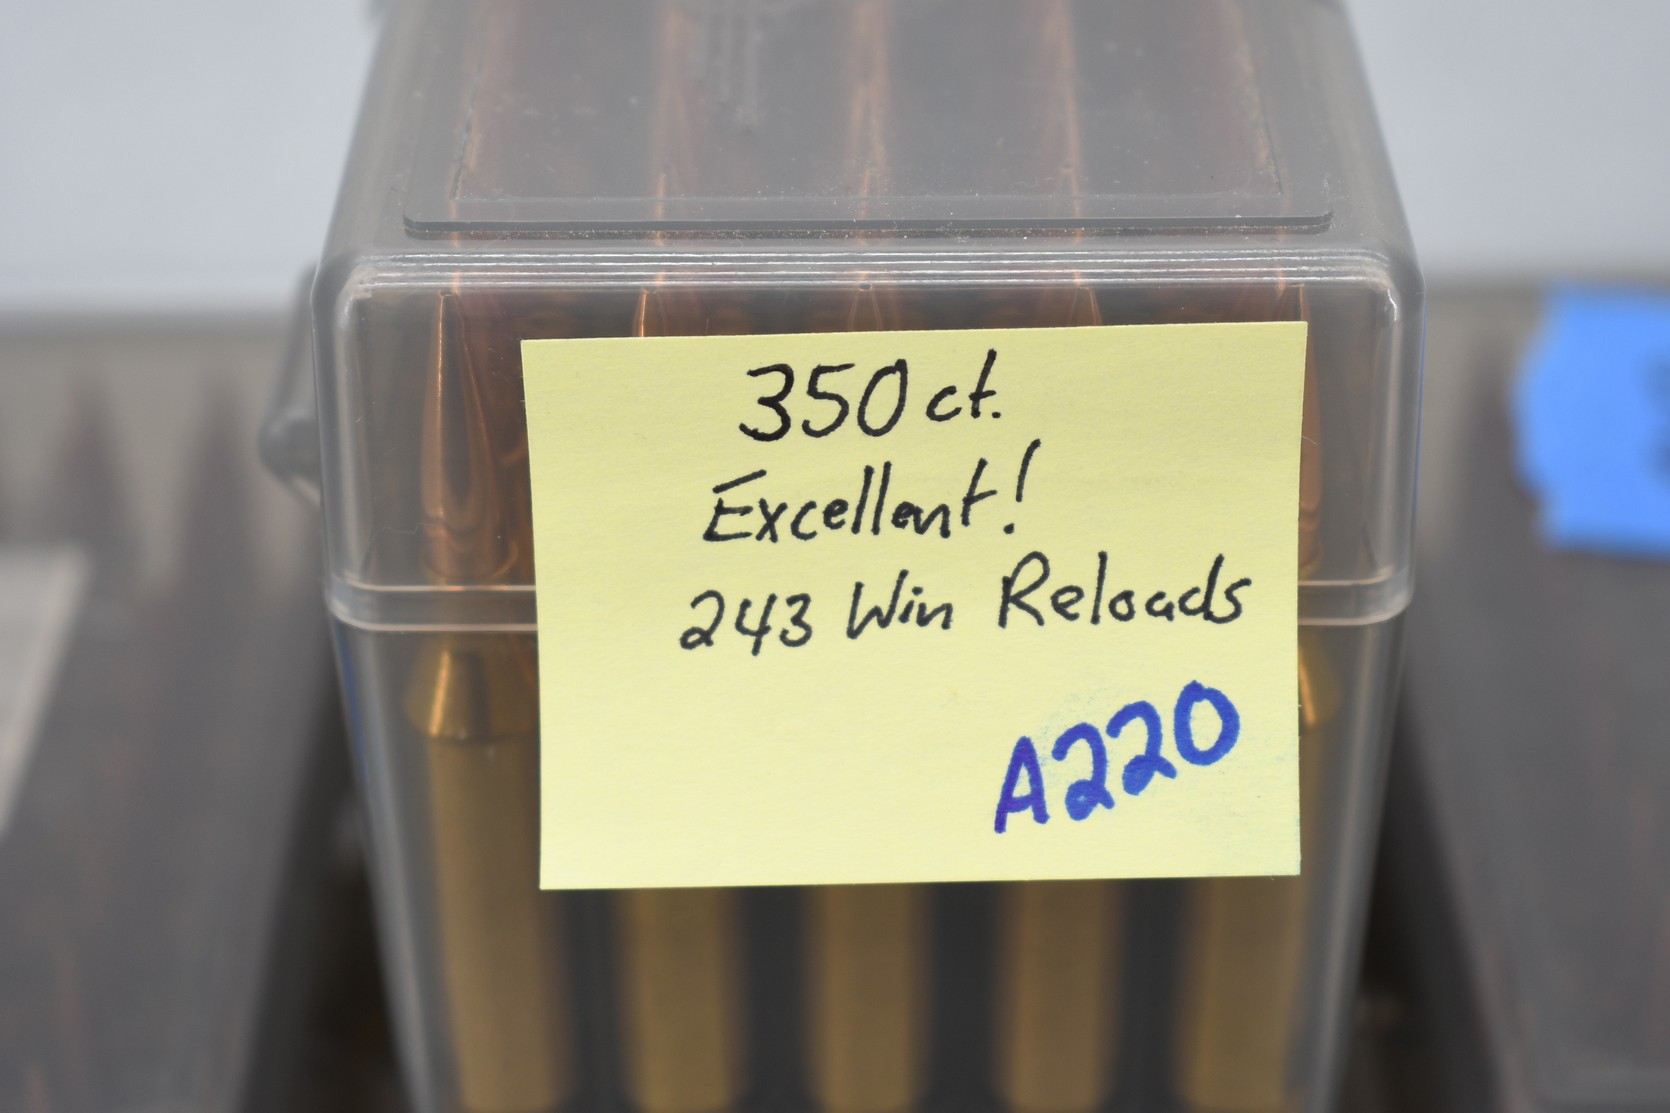 350 ct.
Excellent!
243 Win Reloads
A220